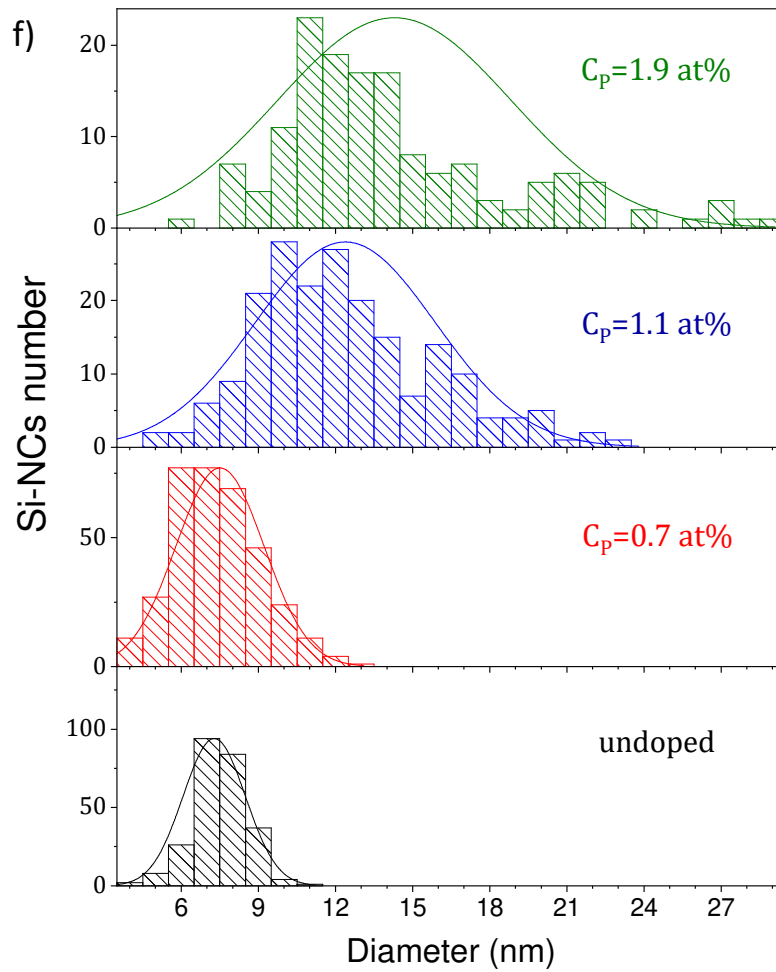 f)
20
10
0
C_P=1.9 at%
20
10
0
C_P=1.1 at%
50
0
C_P=0.7 at%
100
50
0
undoped
Si-NCs number
6 9 12 15 18 21 24 27
Diameter (nm)